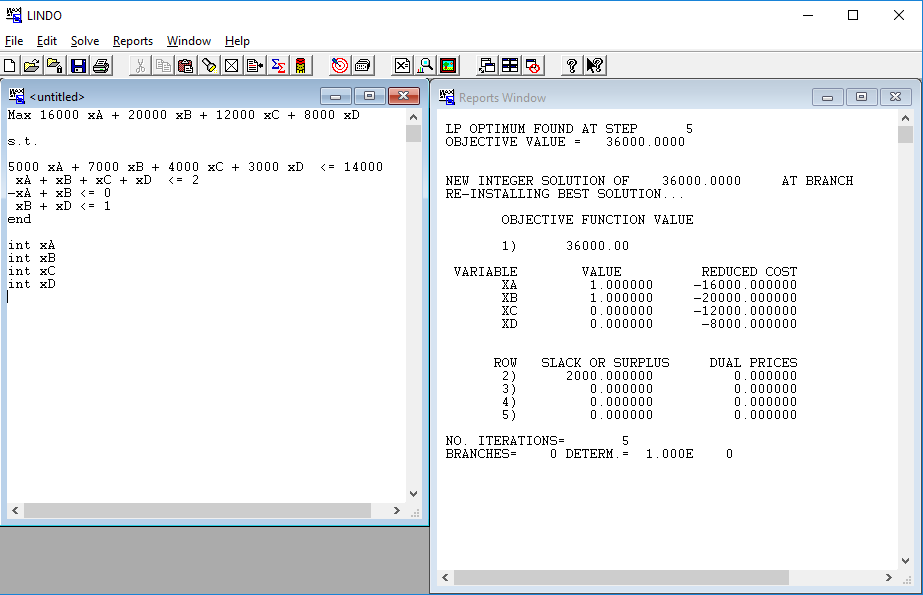 LINDO
File Edit Solve Reports Window Help
<untitled>
Max 16000 xA + 20000 xB + 12000 xC + 8000 xD
s.t.
5000 xA + 7000 xB + 4000 xC + 3000 xD <= 14000
xA + xB + xC + xD <= 2
-xA + xB <= 0
xB + xD <= 1
end
int xA
int xB
int xC
int xD
Reports Window
LP OPTIMUM FOUND AT STEP 5
OBJECTIVE VALUE = 36000.0000
NEW INTEGER SOLUTION OF 36000.0000 AT BRANCH
RE-INSTALLING BEST SOLUTION...
OBJECTIVE FUNCTION VALUE
1) 36000.00
VARIABLE VALUE REDUCED COST
XA 1.000000 -16000.000000
XB 1.000000 -20000.000000
XC 0.000000 -12000.000000
XD 0.000000 -8000.000000
ROW SLACK OR SURPLUS DUAL PRICES
2) 2000.000000 0.000000
3) 0.000000 0.000000
4) 0.000000 0.000000
5) 0.000000 0.000000
NO. ITERATIONS= 5
BRANCHES= 0 DETERM.= 1.000E 0